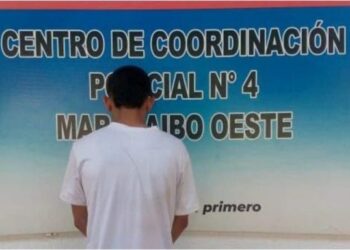 CENTRO DE COORDINACIÓN
N° 4
OESTE
primero